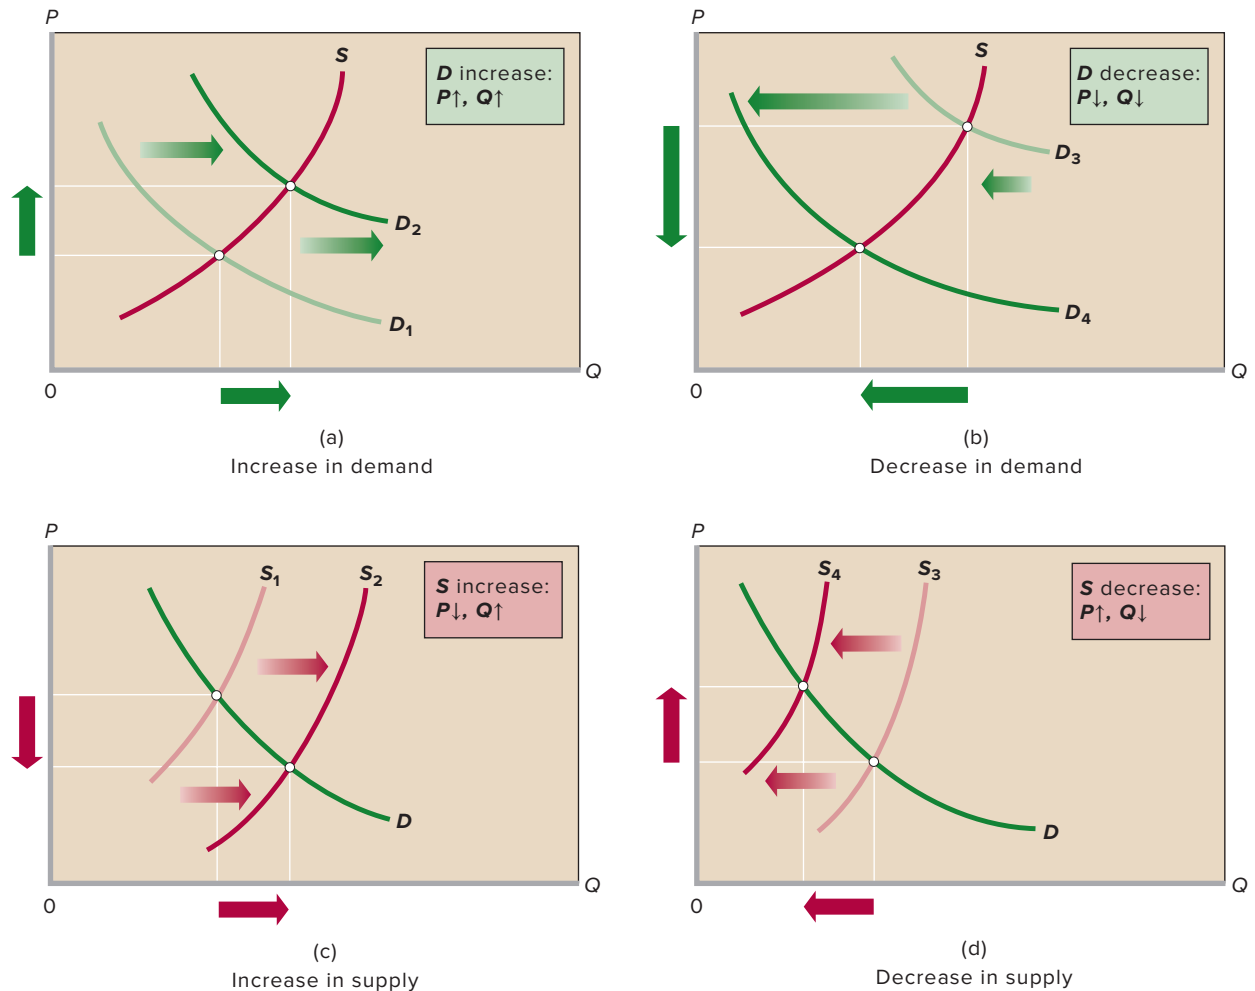 P
S
D increase:
P↑, Q↑
D2
D1
Q
0
(a)
Increase in demand
P
S
D decrease:
P↓, Q↓
D3
D4
Q
0
(b)
Decrease in demand
P
S1
S2
S increase:
P↓, Q↑
D
Q
0
(c)
Increase in supply
P
S4
S3
S decrease:
P↑, Q↓
D
Q
0
(d)
Decrease in supply